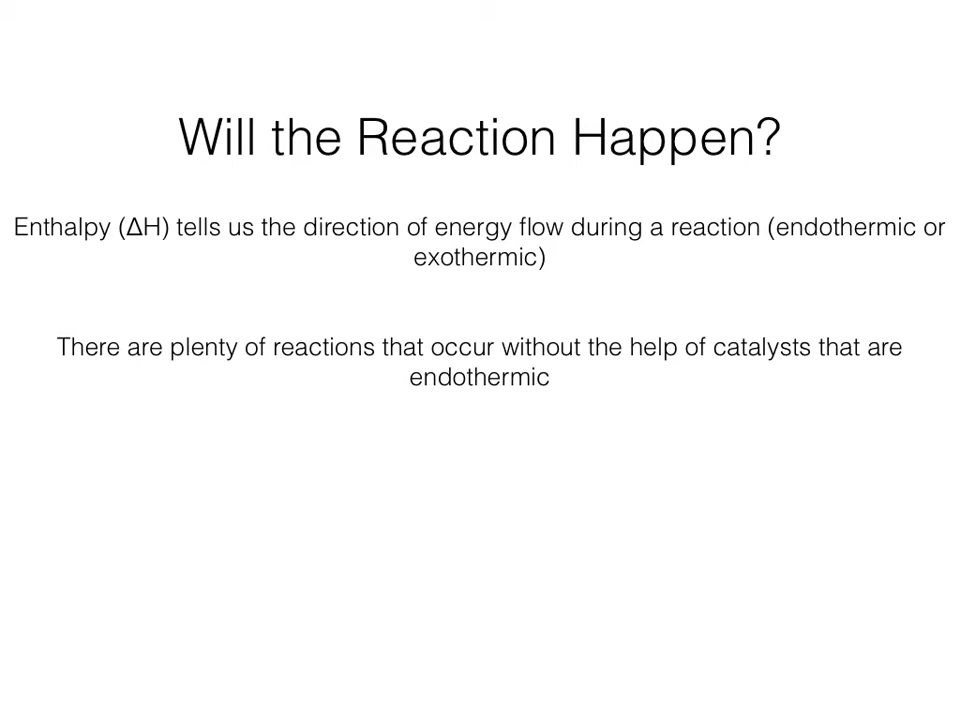 Will the Reaction Happen?
Enthalpy (ΔH) tells us the direction of energy flow during a reaction (endothermic or
exothermic)
There are plenty of reactions that occur without the help of catalysts that are
endothermic